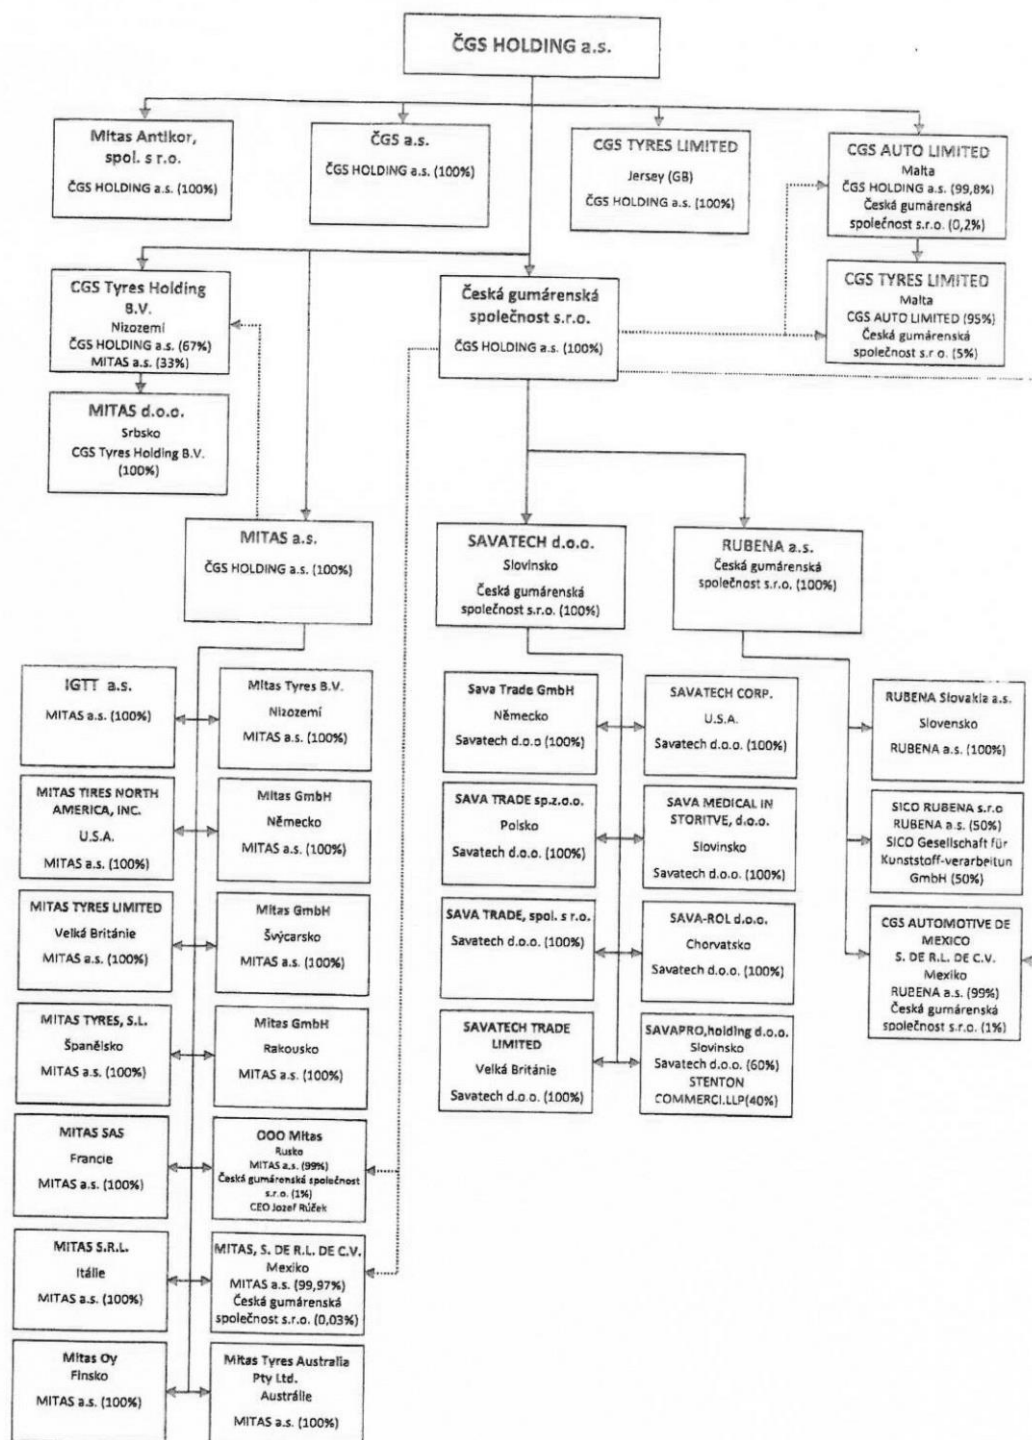 ČGS HOLDING a.s.
Mitas Antikor,
spol. s r.o.
ČGS HOLDING a.s. (100%)
ČGS a.s.
ČGS HOLDING a.s. (100%)
CGS TYRES LIMITED
Jersey (GB)
ČGS HOLDING a.s. (100%)
CGS AUTO LIMITED
Malta
ČGS HOLDING a.s. (99,8%)
Česká gumárenská
společnost s.r.o. (0,2%)
CGS Tyres Holding
B.V.
Nizozemí
ČGS HOLDING a.s. (67%)
MITAS a.s. (33%)
Česká gumárenská
společnost s.r.o.
ČGS HOLDING a.s. (100%)
CGS TYRES LIMITED
Malta
CGS AUTO LIMITED (95%)
Česká gumárenská
společnost s.r o. (5%)
MITAS d.o.o.
Srbsko
CGS Tyres Holding B.V.
(100%)
MITAS a.s.
ČGS HOLDING a.s. (100%)
SAVATECH d.o.o.
Slovinsko
Česká gumárenská
společnost s.r.o. (100%)
RUBENA a.s.
Česká gumárenská
společnost s.r.o. (100%)
IGTT a.s.
MITAS a.s. (100%)
Mitas Tyres B.V.
Nizozemí
MITAS a.s. (100%)
Sava Trade GmbH
Německo
Savatech d.o.o (100%)
SAVATECH CORP.
U.S.A.
Savatech d.o.o. (100%)
RUBENA Slovakia a.s.
Slovensko
RUBENA a.s. (100%)
MITAS TIRES NORTH
AMERICA, INC.
U.S.A.
MITAS a.s. (100%)
Mitas GmbH
Německo
MITAS a.s. (100%)
SAVA TRADE sp.z.o.o.
Polsko
Savatech d.o.o. (100%)
SAVA MEDICAL IN
STORITVE, d.o.o.
Slovinsko
Savatech d.o.o. (100%)
SICO RUBENA s.r.o
RUBENA a.s. (50%)
SICO Gesellschaft für
Kunststoff-verarbeitun
GmbH (50%)
MITAS TYRES LIMITED
Velká Británie
MITAS a.s. (100%)
Mitas GmbH
Švýcarsko
MITAS a.s. (100%)
SAVA TRADE, spol. s r.o.
Savatech d.o.o. (100%)
SAVA-ROL d.o.o.
Chorvatsko
Savatech d.o.o. (100%)
CGS AUTOMOTIVE DE
MEXICO
S. DE R.L. DE C.V.
Mexiko
RUBENA a.s. (99%)
Česká gumárenská
společnost s.r.o. (1%)
MITAS TYRES, S.L.
Španělsko
MITAS a.s. (100%)
Mitas GmbH
Rakousko
MITAS a.s. (100%)
SAVATECH TRADE
LIMITED
Velká Británie
Savatech d.o.o. (100%)
SAVAPRO,holding d.o.o.
Slovinsko
Savatech d.o.o. (60%)
STENTON
COMMERCI.LLP(40%)
MITAS SAS
Francie
MITAS a.s. (100%)
OOO Mitas
Rusko
MITAS a.s. (99%)
Česká gumárenská společnost
s.r.o. (1%)
CEO Jozef Rúček
MITAS S.R.L.
Itálie
MITAS a.s. (100%)
MITAS, S. DE R.L. DE C.V.
Mexiko
MITAS a.s. (99,97%)
Česká gumárenská
společnost s.r.o. (0,03%)
Mitas Oy
Finsko
MITAS a.s. (100%)
Mitas Tyres Australia
Pty Ltd.
Austrálie
MITAS a.s. (100%)